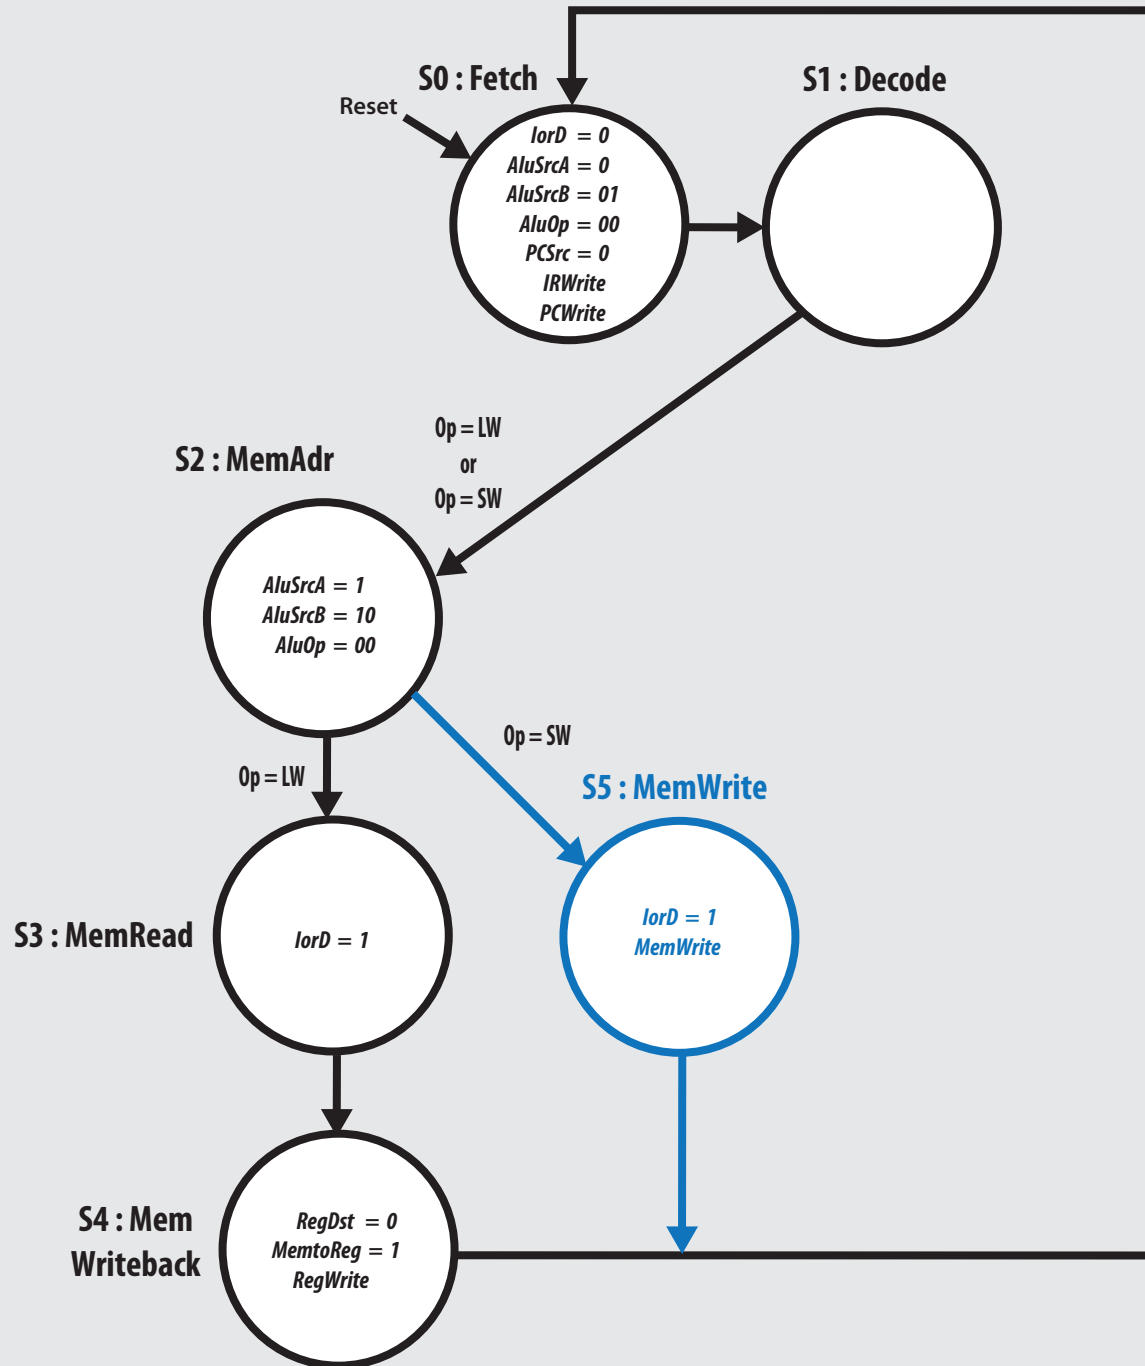 S0 : Fetch
S1 : Decode
Reset
IorD = 0
AluSrcA = 0
AluSrcB = 01
AluOp = 00
PCSrc = 0
IRWrite
PCWrite
Op = LW
or
Op = SW
S2 : MemAdr
AluSrcA = 1
AluSrcB = 10
AluOp = 00
Op = SW
Op = LW
S5 : MemWrite
S3 : MemRead
IorD = 1
IorD = 1
MemWrite
S4 : Mem
Writeback
RegDst = 0
MemtoReg = 1
RegWrite